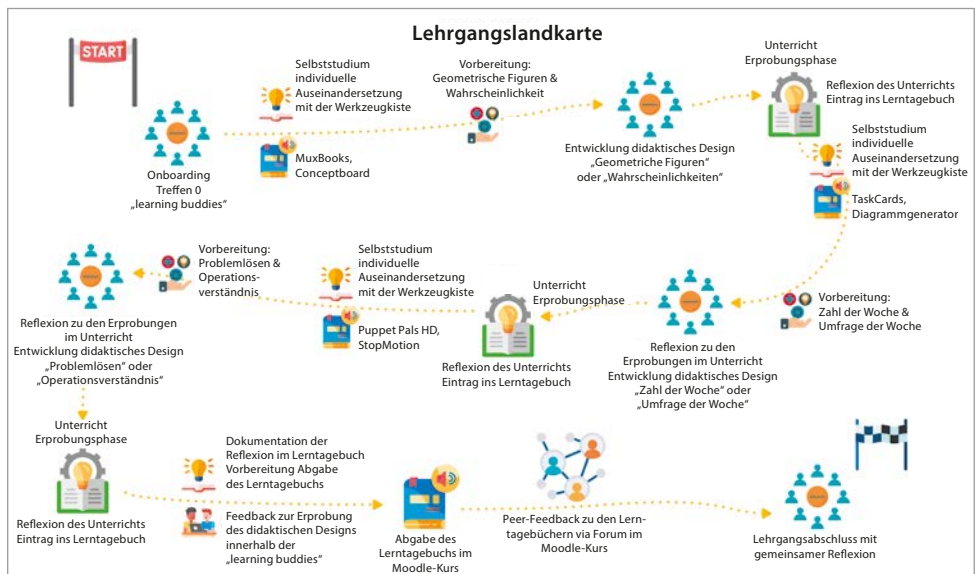 Lehrgangslandkarte
START
Onboarding
Treffen 0
„learning buddies“
Selbststudium
individuelle
Auseinandersetzung
mit der Werkzeugkiste
MuxBooks,
Conceptboard
Vorbereitung:
Geometrische Figuren &
Wahrscheinlichkeit
Entwicklung didaktisches Design
„Geometriche Figuren“
oder „Wahrscheinlichkeiten“
Unterricht
Erprobungsphase
Reflexion des Unterrichts
Eintrag ins Lerntagebuch
Selbststudium
individuelle
Auseinandersetzung
mit der Werkzeugkiste
TaskCards,
Diagrammgenerator
Vorbereitung:
Zahl der Woche
& Umfrage der Woche
Reflexion zu den
Erprobungen im Unterricht
Entwicklung didaktisches Design
„Zahl der Woche“ oder
„Umfrage der Woche“
Unterricht
Erprobungsphase
Reflexion des Unterrichts
Eintrag ins Lerntagebuch
Selbststudium
individuelle
Auseinandersetzung
mit der Werkzeugkiste
Puppet Pals HD,
StopMotion
Vorbereitung:
Problemlösen &
Operations-
verständnis
Reflexion zu den Erprobungen
im Unterricht
Entwicklung didaktisches Design
„Problemlösen“ oder
„Operationsverständnis“
Unterricht
Erprobungsphase
Reflexion des Unterrichts
Eintrag ins Lerntagebuch
Dokumentation der
Reflexion im Lerntagebuch
Vorbereitung Abgabe
des Lerntagebuchs
Feedback zur Erprobung
des didaktischen Designs
innerhalb der
„learning buddies“
Abgabe des
Lerntagebuchs im
Moodle-Kurs
Peer-Feedback zu den Lern-
tagebüchern via Forum im
Moodle-Kurs
Lehrgangsabschluss mit
gemeinsamer Reflexion